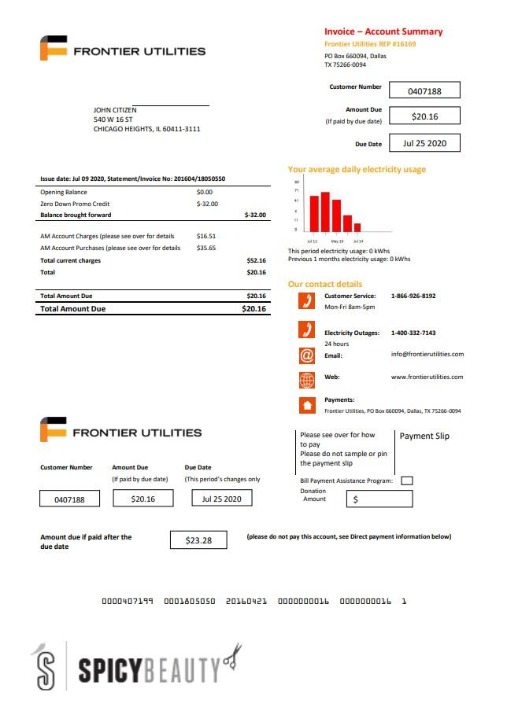 FRONTIER UTILITIES
Invoice – Account Summary
Frontier Utilities REP #16109
PO Box 660094, Dallas
TX 75266-0094
Customer Number 0407188
Amount Due
(If paid by due date) $20.16
Due Date Jul 25 2020
JOHN CITIZEN
540 W 16 ST
CHICAGO HEIGHTS, IL 60411-3111
Issue date: Jul 09 2020, Statement/Invoice No: 201604/18050550
Opening Balance $0.00
Zero Down Promo Credit $-32.00
Balance brought forward $-32.00
AM Account Charges (please see over for details $16.51
AM Account Purchases (please see over for details $35.65
Total current charges $52.16
Total $20.16
Total Amount Due $20.16
Total Amount Due $20.16
Your average daily electricity usage
This period electricity usage: 0 kWhs
Previous 1 months electricity usage: 0 kWhs
Our contact details
Customer Service: 1-866-926-8192
Mon-Fri 8am-5pm
Electricity Outages: 1-400-332-7143
24 hours
Email: info@frontierutilities.com
Web: www.frontierutilities.com
Payments:
Frontier Utilities, PO Box 660094, Dallas, TX 75266-0094
FRONTIER UTILITIES
Customer Number
Amount Due
(If paid by due date)
Due Date
(This period's changes only
0407188
$20.16
Jul 25 2020
Please see over for how
to pay
Please do not sample or pin
the payment slip
Payment Slip
Bill Payment Assistance Program:
Donation
Amount
$
Amount due if paid after the
due date
$23.28
(please do not pay this account, see Direct payment information below)
0000407199 0001805050 20160421 0000000016 0000000016 1
S SPICYBEAUTY